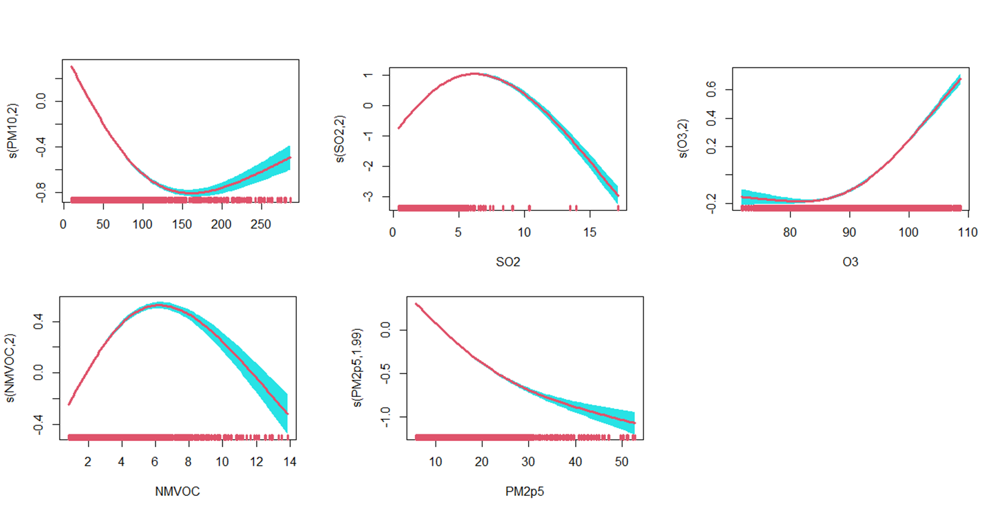 s(PM10,2)
0.0
-0.4
-0.8
0 50 100 150 200 250
s(SO2,2)
1
0
-1
-2
-3
0 5 10 15
SO2
s(O3,2)
0.6
0.4
0.2
-0.2
80 90 100 110
O3
s(NMVOC,2)
0.4
0.0
-0.4
2 4 6 8 10 12 14
NMVOC
s(PM2p5,1.99)
0.0
-0.5
-1.0
10 20 30 40 50
PM2p5